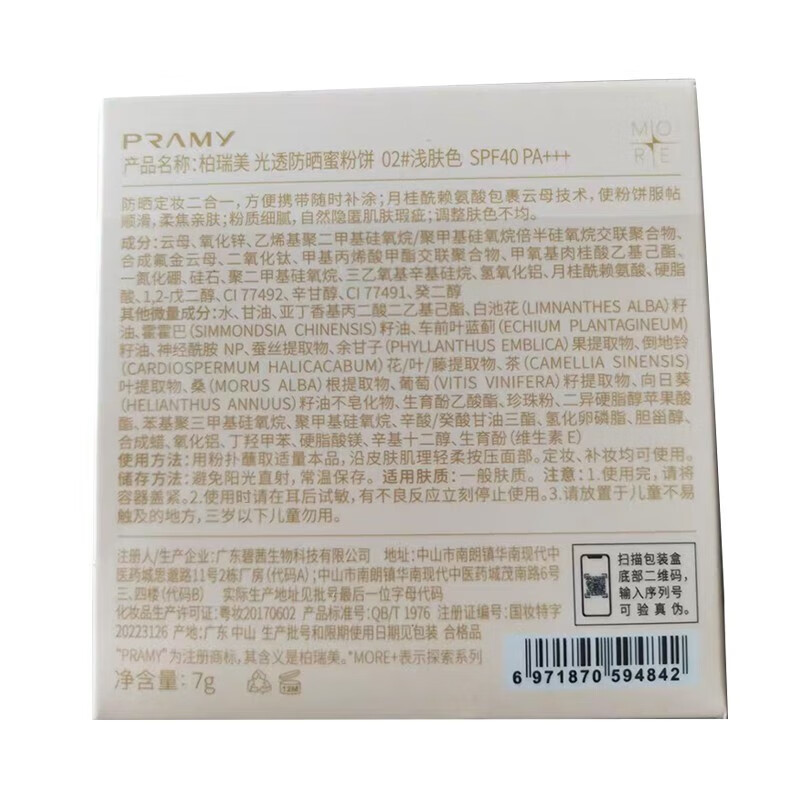 PRAMY
MO
RE
产品名称:柏瑞美 光透防晒蜜粉饼 02#浅肤色 SPF40 PA+++
防晒定妆二合一,方便携带随时补涂;月桂酰赖氨酸包裹云母技术,使粉饼服帖
顺滑,柔焦亲肤;粉质细腻,自然隐匿肌肤瑕疵;调整肤色不均。
成分:云母、氧化锌、乙烯基聚二甲基硅氧烷/聚甲基硅氧烷倍半硅氧烷交联聚合物、
合成氟金云母、二氧化钛、甲基丙烯酸甲酯交联聚合物、甲氧基肉桂酸乙基己酯、
一氮化硼、硅石、聚二甲基硅氧烷、三乙氧基辛基硅烷、氢氧化铝、月桂酰赖氨酸、硬脂
酸、1,2-戊二醇、CI 77492、辛甘醇、CI 77491、癸二醇
其他微量成分:水、甘油、亚丁香基丙二酸二乙基己酯、白池花(LIMNANTHES ALBA)籽
油、霍霍巴(SIMMONDSIA CHINENSIS)籽油、车前叶蓝蓟(ECHIUM PLANTAGINEUM)
籽油、神经酰胺 NP、蚕丝提取物、余甘子(PHYLLANTHUS EMBLICA)果提取物、倒地铃
(CARDIOSPERMUM HALICACABUM)花/叶/藤提取物、茶(CAMELLIA SINENSIS)
叶提取物、桑(MORUS ALBA)根提取物、葡萄(VITIS VINIFERA)籽提取物、向日葵
(HELIANTHUS ANNUUS)籽油不皂化物、生育酚乙酸酯、珍珠粉、二异硬脂醇苹果酸
酯、苯基聚三甲基硅氧烷、聚甲基硅氧烷、辛酸/癸酸甘油三酯、氢化卵磷脂、胆甾醇、
合成蜡、氧化铝、丁羟甲苯、硬脂酸镁、辛基十二醇、生育酚(维生素E)
使用方法:用粉扑蘸取适量本品,沿皮肤肌理轻柔按压面部。定妆、补妆均可使用。
储存方法:避免阳光直射,常温保存。适用肤质:一般肤质。注意:1.使用完,请将
容器盖紧。2.使用时请在耳后试敏,有不良反应立刻停止使用。3.请放置于儿童不易
触及的地方,三岁以下儿童勿用。
注册人/生产企业:广东碧茜生物科技有限公司 地址:中山市南朗镇华南现代中
医药城思邈路11号2栋厂房(代码A);中山市南朗镇华南现代中医药城茂南路6号
三、四楼(代码B) 实际生产地址见批号最后一位字母代码
化妆品生产许可证:粤妆20170602 产品标准号:QB/T 1976 注册证编号:国妆特字
20223126 产地:广东 中山 生产批号和限期使用日期见包装 合格品
"PRAMY"为注册商标,其含义是柏瑞美。"MORE+表示探索系列
净含量:7g
12M
扫描包装盒
底部二维码,
输入序列号
可验真伪。
6 971870 594842